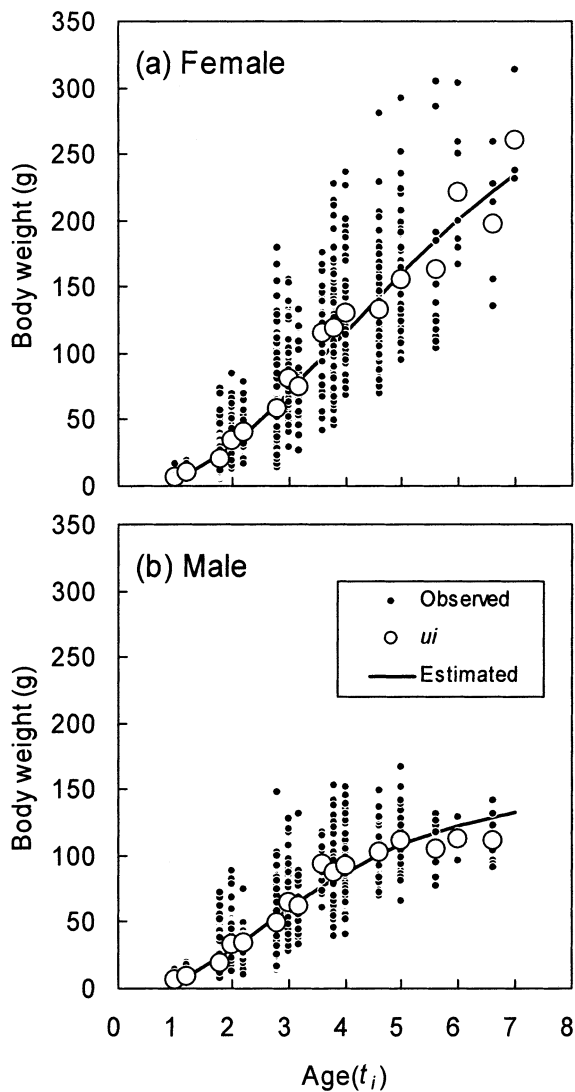 350
(a) Female
300
250
200
150
100
50
0
Body weight (g)
350
(b) Male
300
Observed
ui
Estimated
250
200
150
100
50
0
Body weight (g)
0 1 2 3 4 5 6 7 8
Age(ti)